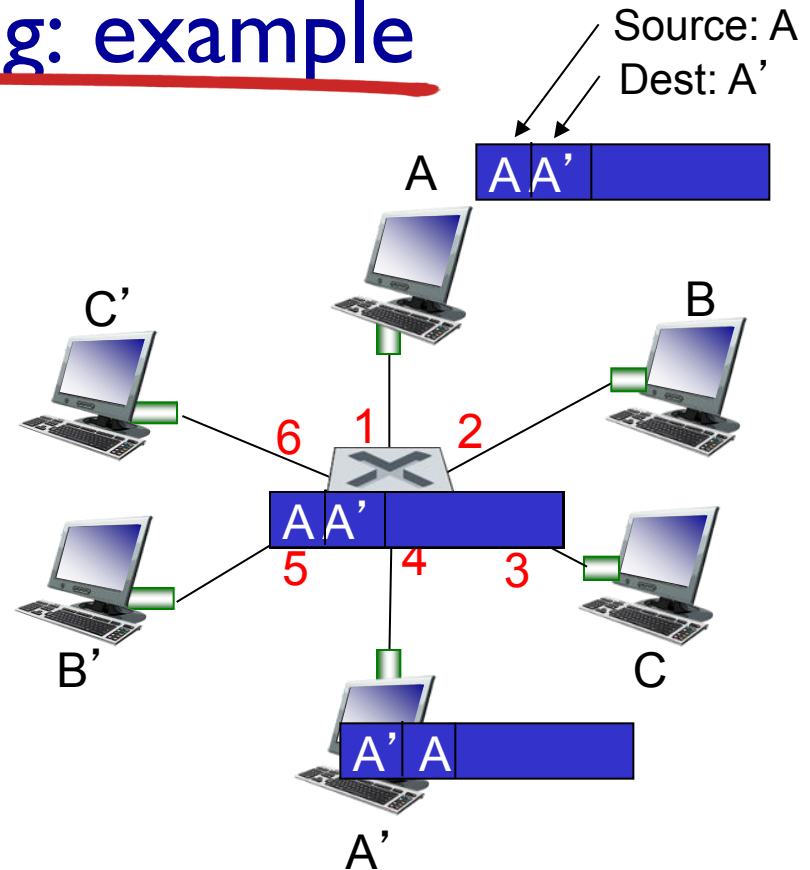 g: example
Source: A
Dest: A’
A
A A’
C’
B
6
1
2
A A’
5
4
3
B’
C
A’ A
A’